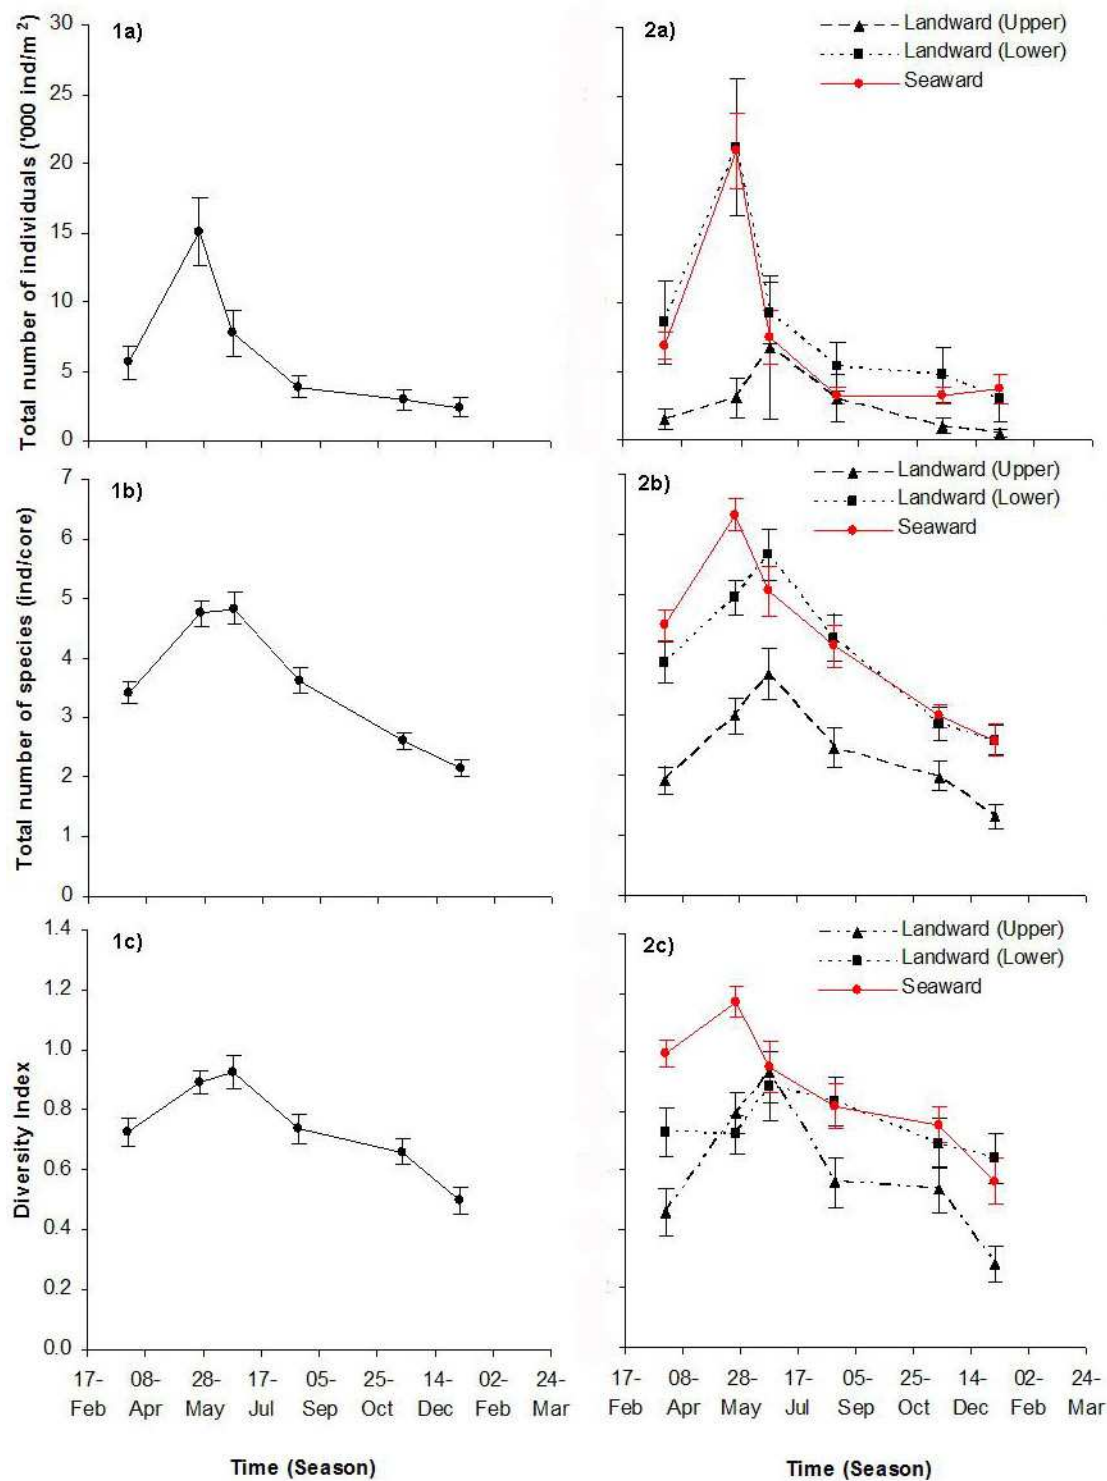 1a)
Total number of individuals ('000 ind/m²)
30
25
20
15
10
5
0
2a)
Landward (Upper)
Landward (Lower)
Seaward
1b)
Total number of species (ind/core)
7
6
5
4
3
2
1
0
2b)
Landward (Upper)
Landward (Lower)
Seaward
1c)
Diversity Index
1.4
1.2
1.0
0.8
0.6
0.4
0.2
0.0
2c)
Landward (Upper)
Landward (Lower)
Seaward
17- 08- 28- 17- 05- 25- 14- 02- 24-
Feb Apr May Jul Sep Oct Dec Feb Mar
Time (Season)
17- 08- 28- 17- 05- 25- 14- 02- 24-
Feb Apr May Jul Sep Oct Dec Feb Mar
Time (Season)